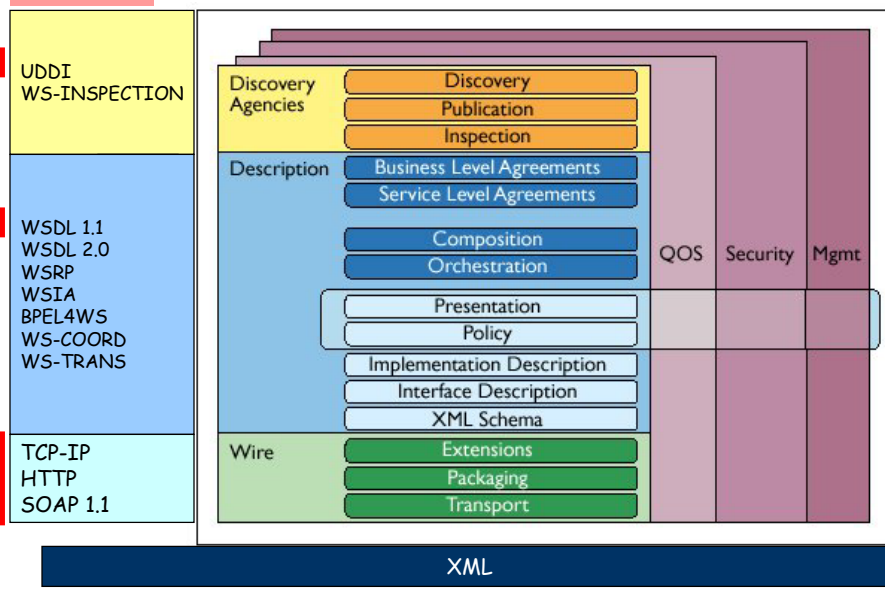 UDDI
WS-INSPECTION
WSDL 1.1
WSDL 2.0
WSRP
WSIA
BPEL4WS
WS-COORD
WS-TRANS
TCP-IP
HTTP
SOAP 1.1
Discovery
Agencies
Discovery
Publication
Inspection
Description
Business Level Agreements
Service Level Agreements
Composition
Orchestration
Presentation
Policy
Implementation Description
Interface Description
XML Schema
Wire
Extensions
Packaging
Transport
QOS
Security
Mgmt
XML